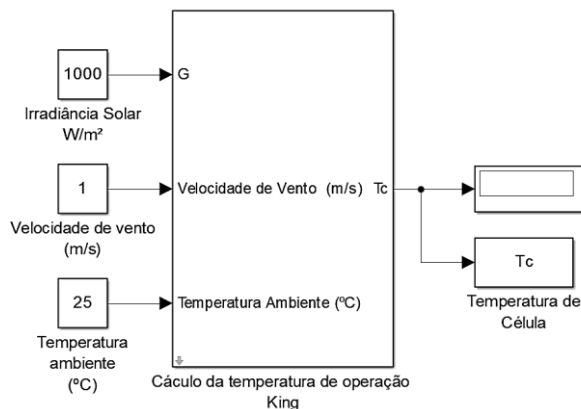 1000
G
Irradiância Solar
W/m²
1
Velocidade de Vento (m/s)
Tc
Velocidade de vento
(m/s)
Tc
25
Temperatura Ambiente (ºC)
Temperatura de
Célula
Temperatura
ambiente
(ºC)
Cáculo da temperatura de operação
King